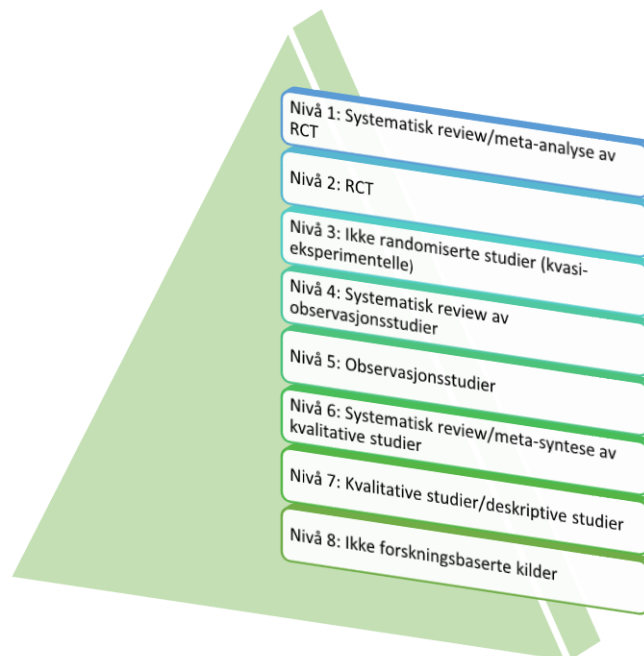 Nivå 1: Systematisk review/meta-analyse av
RCT
Nivå 2: RCT
Nivå 3: Ikke randomiserte studier (kvasi-
eksperimentelle)
Nivå 4: Systematisk review av
observasjonsstudier
Nivå 5: Observasjonsstudier
Nivå 6: Systematisk review/meta-syntese av
kvalitative studier
Nivå 7: Kvalitative studier/deskriptive studier
Nivå 8: Ikke forskningsbaserte kilder